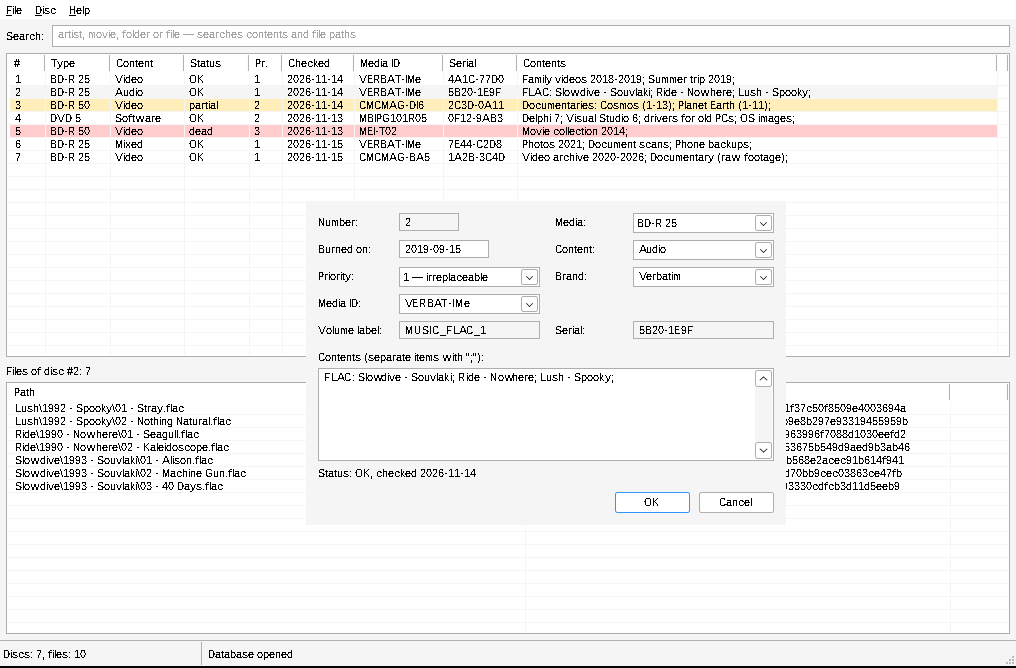 File Disc Help
Search: artist, movie, folder or file — searches contents and file paths
# Type Content Status Pr. Checked Media ID Serial Contents
1 BD-R 25 Video OK 1 2026-11-14 VERBAT-IMe 4A1C-77D0 Family videos 2018-2019; Summer trip 2019;
2 BD-R 25 Audio OK 1 2026-11-14 VERBAT-IMe 5B20-1E9F FLAC: Slowdive - Souvlaki; Ride - Nowhere; Lush - Spooky;
3 BD-R 50 Video partial 2 2026-11-14 CMCMAG-DI6 2C3D-0A11 Documentaries: Cosmos (1-13); Planet Earth (1-11);
4 DVD 5 Software OK 2 2026-11-13 MBIPG101R05 0F12-9AB3 Delphi 7; Visual Studio 6; drivers for old PCs; OS images;
5 BD-R 50 Video dead 3 2026-11-13 MEI-T02 Movie collection 2014;
6 BD-R 25 Mixed OK 1 2026-11-15 VERBAT-IMe 7E44-C2D8 Photos 2021; Document scans; Phone backups;
7 BD-R 25 Video OK 1 2026-11-15 CMCMAG-BA5 1A2B-3C4D Video archive 2020-2026; Documentary (raw footage);
Number: 2 Media: BD-R 25
Burned on: 2019-09-15 Content: Audio
Priority: 1 — irreplaceable Brand: Verbatim
Media ID: VERBAT-IMe
Volume label: MUSIC_FLAC_1 Serial: 5B20-1E9F
Contents (separate items with ";"):
FLAC: Slowdive - Souvlaki; Ride - Nowhere; Lush - Spooky;
Status: OK, checked 2026-11-14
OK Cancel
Files of disc #2: 7
Path
Lush\1992 - Spooky\01 - Stray.flac 1f37c50f8509e4003694a
Lush\1992 - Spooky\02 - Nothing Natural.flac 9e8b297e93319455959b
Ride\1990 - Nowhere\01 - Seagull.flac 963996f7088d1030eefd2
Ride\1990 - Nowhere\02 - Kaleidoscope.flac 53675b549d9aed9b3ab46
Slowdive\1993 - Souvlaki\01 - Alison.flac b568e2acec91b614f941
Slowdive\1993 - Souvlaki\02 - Machine Gun.flac d70bb9cec03863ce47fb
Slowdive\1993 - Souvlaki\03 - 40 Days.flac 3330cdfcb3d11d5eeb9
Discs: 7, files: 10 Database opened